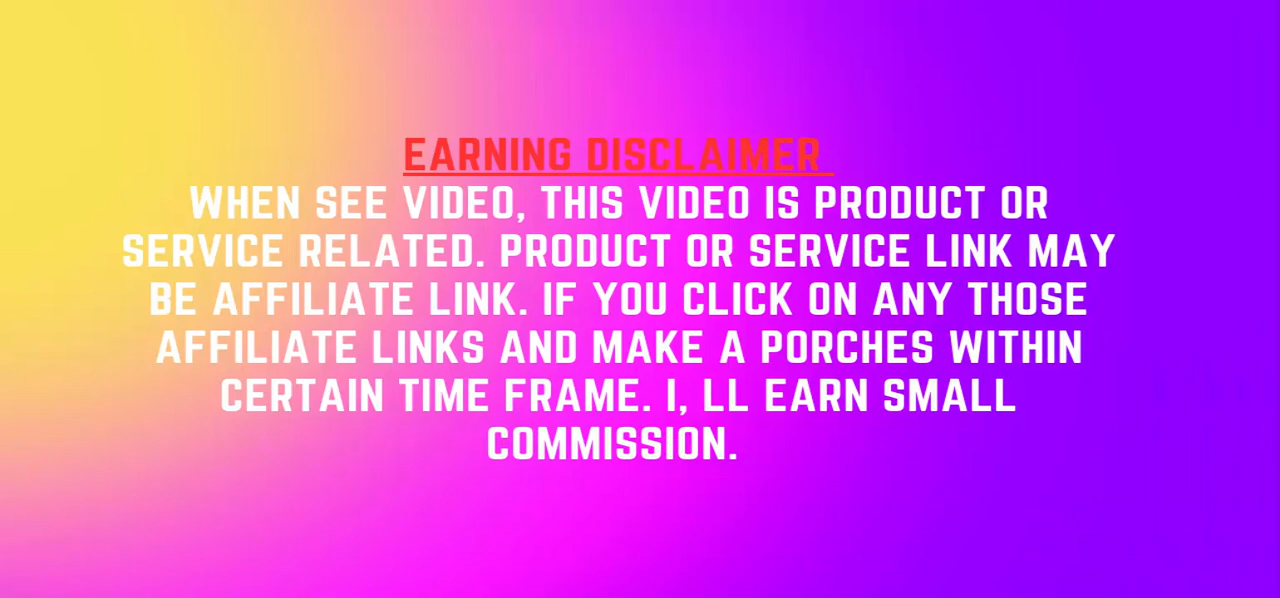 EARNING DISCLAIMER
WHEN SEE VIDEO, THIS VIDEO IS PRODUCT OR
SERVICE RELATED. PRODUCT OR SERVICE LINK MAY
BE AFFILIATE LINK. IF YOU CLICK ON ANY THOSE
AFFILIATE LINKS AND MAKE A PORCHES WITHIN
CERTAIN TIME FRAME. I, LL EARN SMALL
COMMISSION.